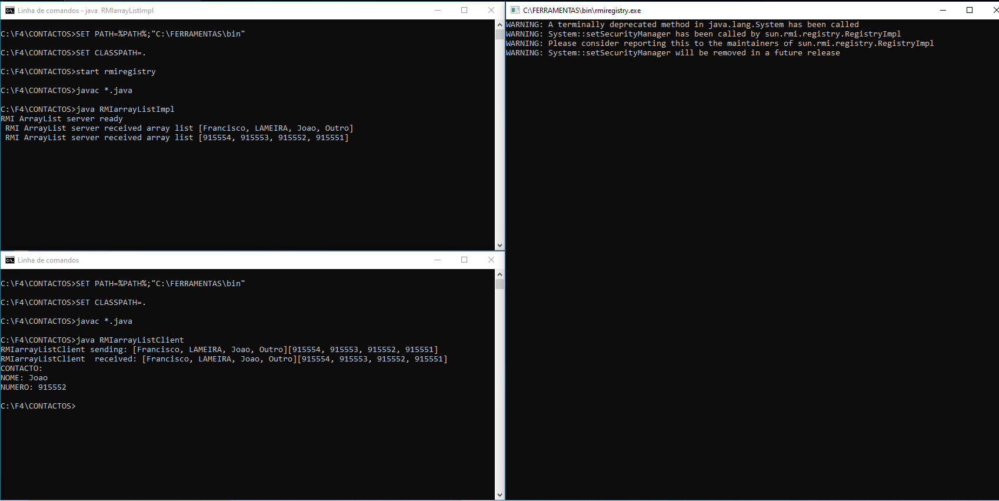 Linha de comandos - java  RMIarrayListImpl
C:\F4\CONTACTOS>SET PATH=%PATH%;"C:\FERRAMENTAS\bin"
C:\F4\CONTACTOS>SET CLASSPATH=.
C:\F4\CONTACTOS>start rmiregistry
C:\F4\CONTACTOS>javac *.java
C:\F4\CONTACTOS>java RMIarrayListImpl
RMI ArrayList server ready
 RMI ArrayList server received array list [Francisco, LAMEIRA, Joao, Outro]
 RMI ArrayList server received array list [915554, 915553, 915552, 915551]
Linha de comandos
C:\F4\CONTACTOS>SET PATH=%PATH%;"C:\FERRAMENTAS\bin"
C:\F4\CONTACTOS>SET CLASSPATH=.
C:\F4\CONTACTOS>javac *.java
C:\F4\CONTACTOS>java RMIarrayListClient
RMIarrayListClient sending: [Francisco, LAMEIRA, Joao, Outro][915554, 915553, 915552, 915551]
RMIarrayListClient  received: [Francisco, LAMEIRA, Joao, Outro][915554, 915553, 915552, 915551]
CONTACTO:
NOME: Joao
NUMERO: 915552
C:\F4\CONTACTOS>
C:\FERRAMENTAS\bin\rmiregistry.exe
WARNING: A terminally deprecated method in java.lang.System has been called
WARNING: System::setSecurityManager has been called by sun.rmi.registry.RegistryImpl
WARNING: Please consider reporting this to the maintainers of sun.rmi.registry.RegistryImpl
WARNING: System::setSecurityManager will be removed in a future release